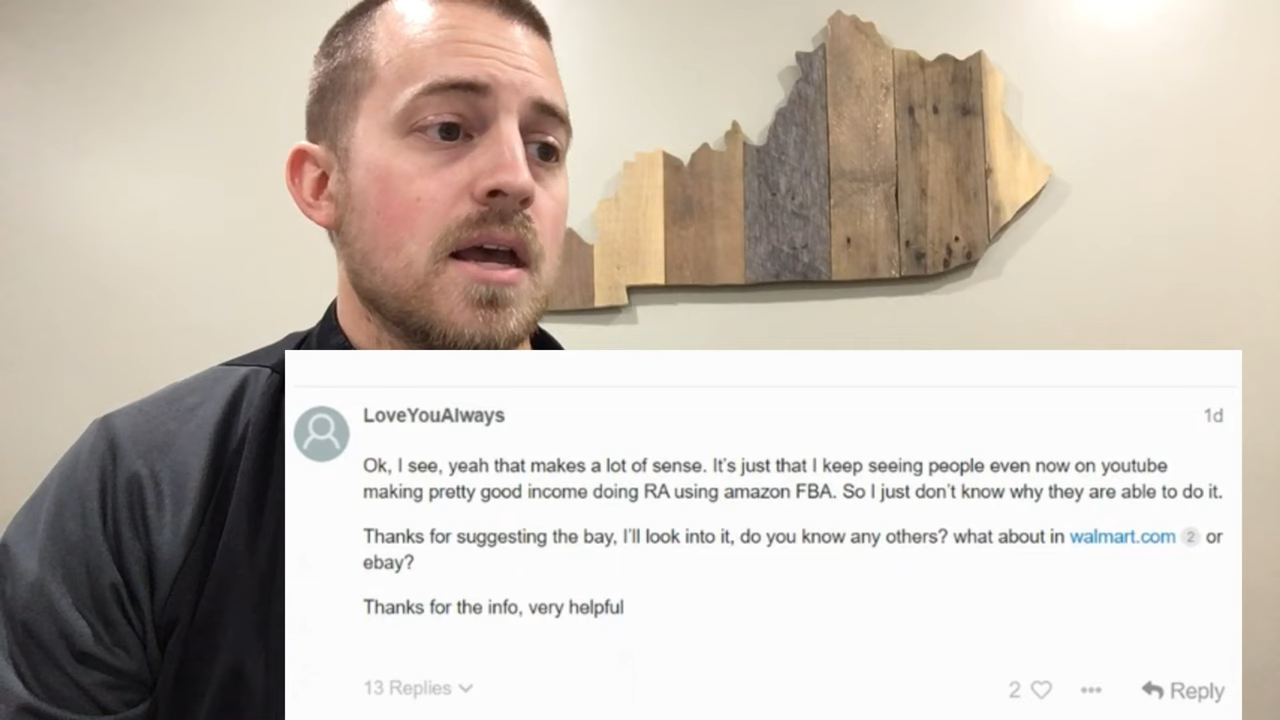 LoveYouAlways
1d
Ok, I see, yeah that makes a lot of sense. It's just that I keep seeing people even now on youtube
making pretty good income doing RA using amazon FBA. So I just don't know why they are able to do it.
Thanks for suggesting the bay, I'll look into it, do you know any others? what about in walmart.com 2 or
ebay?
Thanks for the info, very helpful
13 Replies
2
Reply